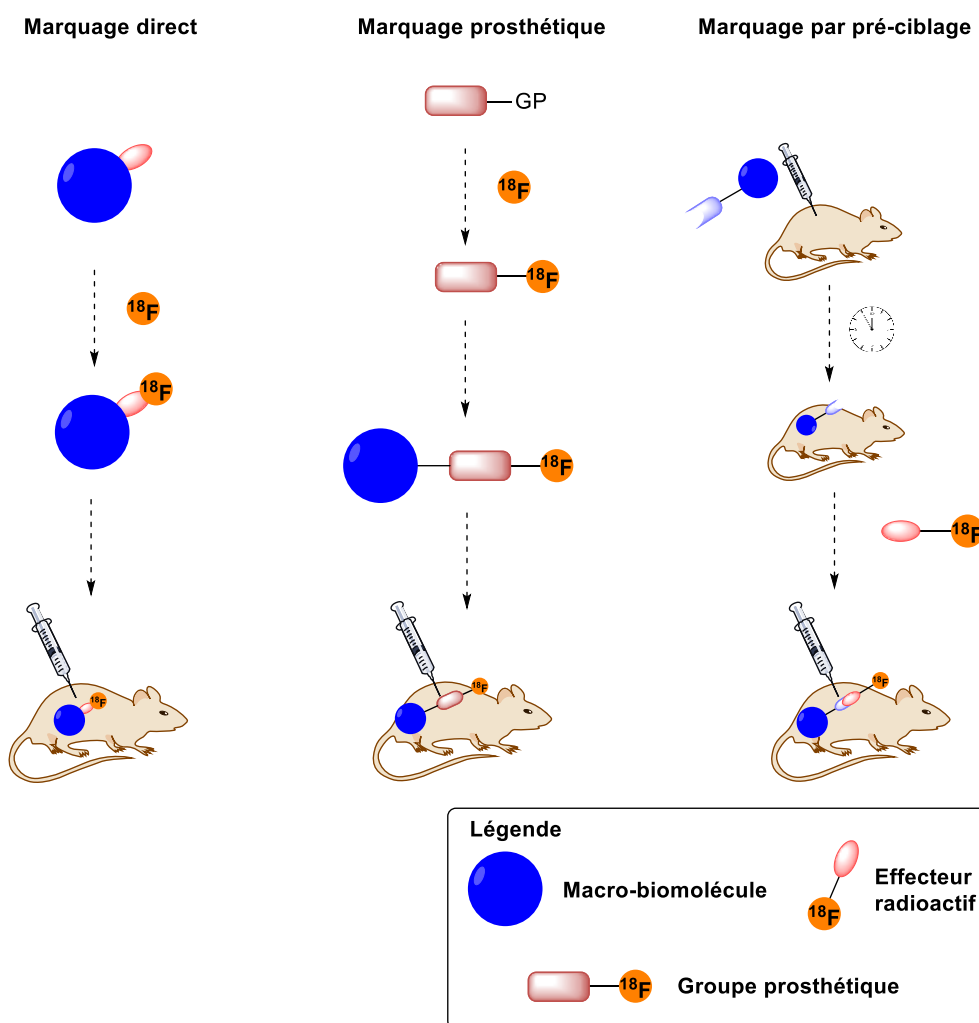 Marquage direct
Marquage prosthétique
Marquage par pré-ciblage
GP
18F
18F
18F
18F
18F
18F
18F
18F
18F
Légende
Macro-biomolécule
18F
Effecteur
radioactif
18F
Groupe prosthétique